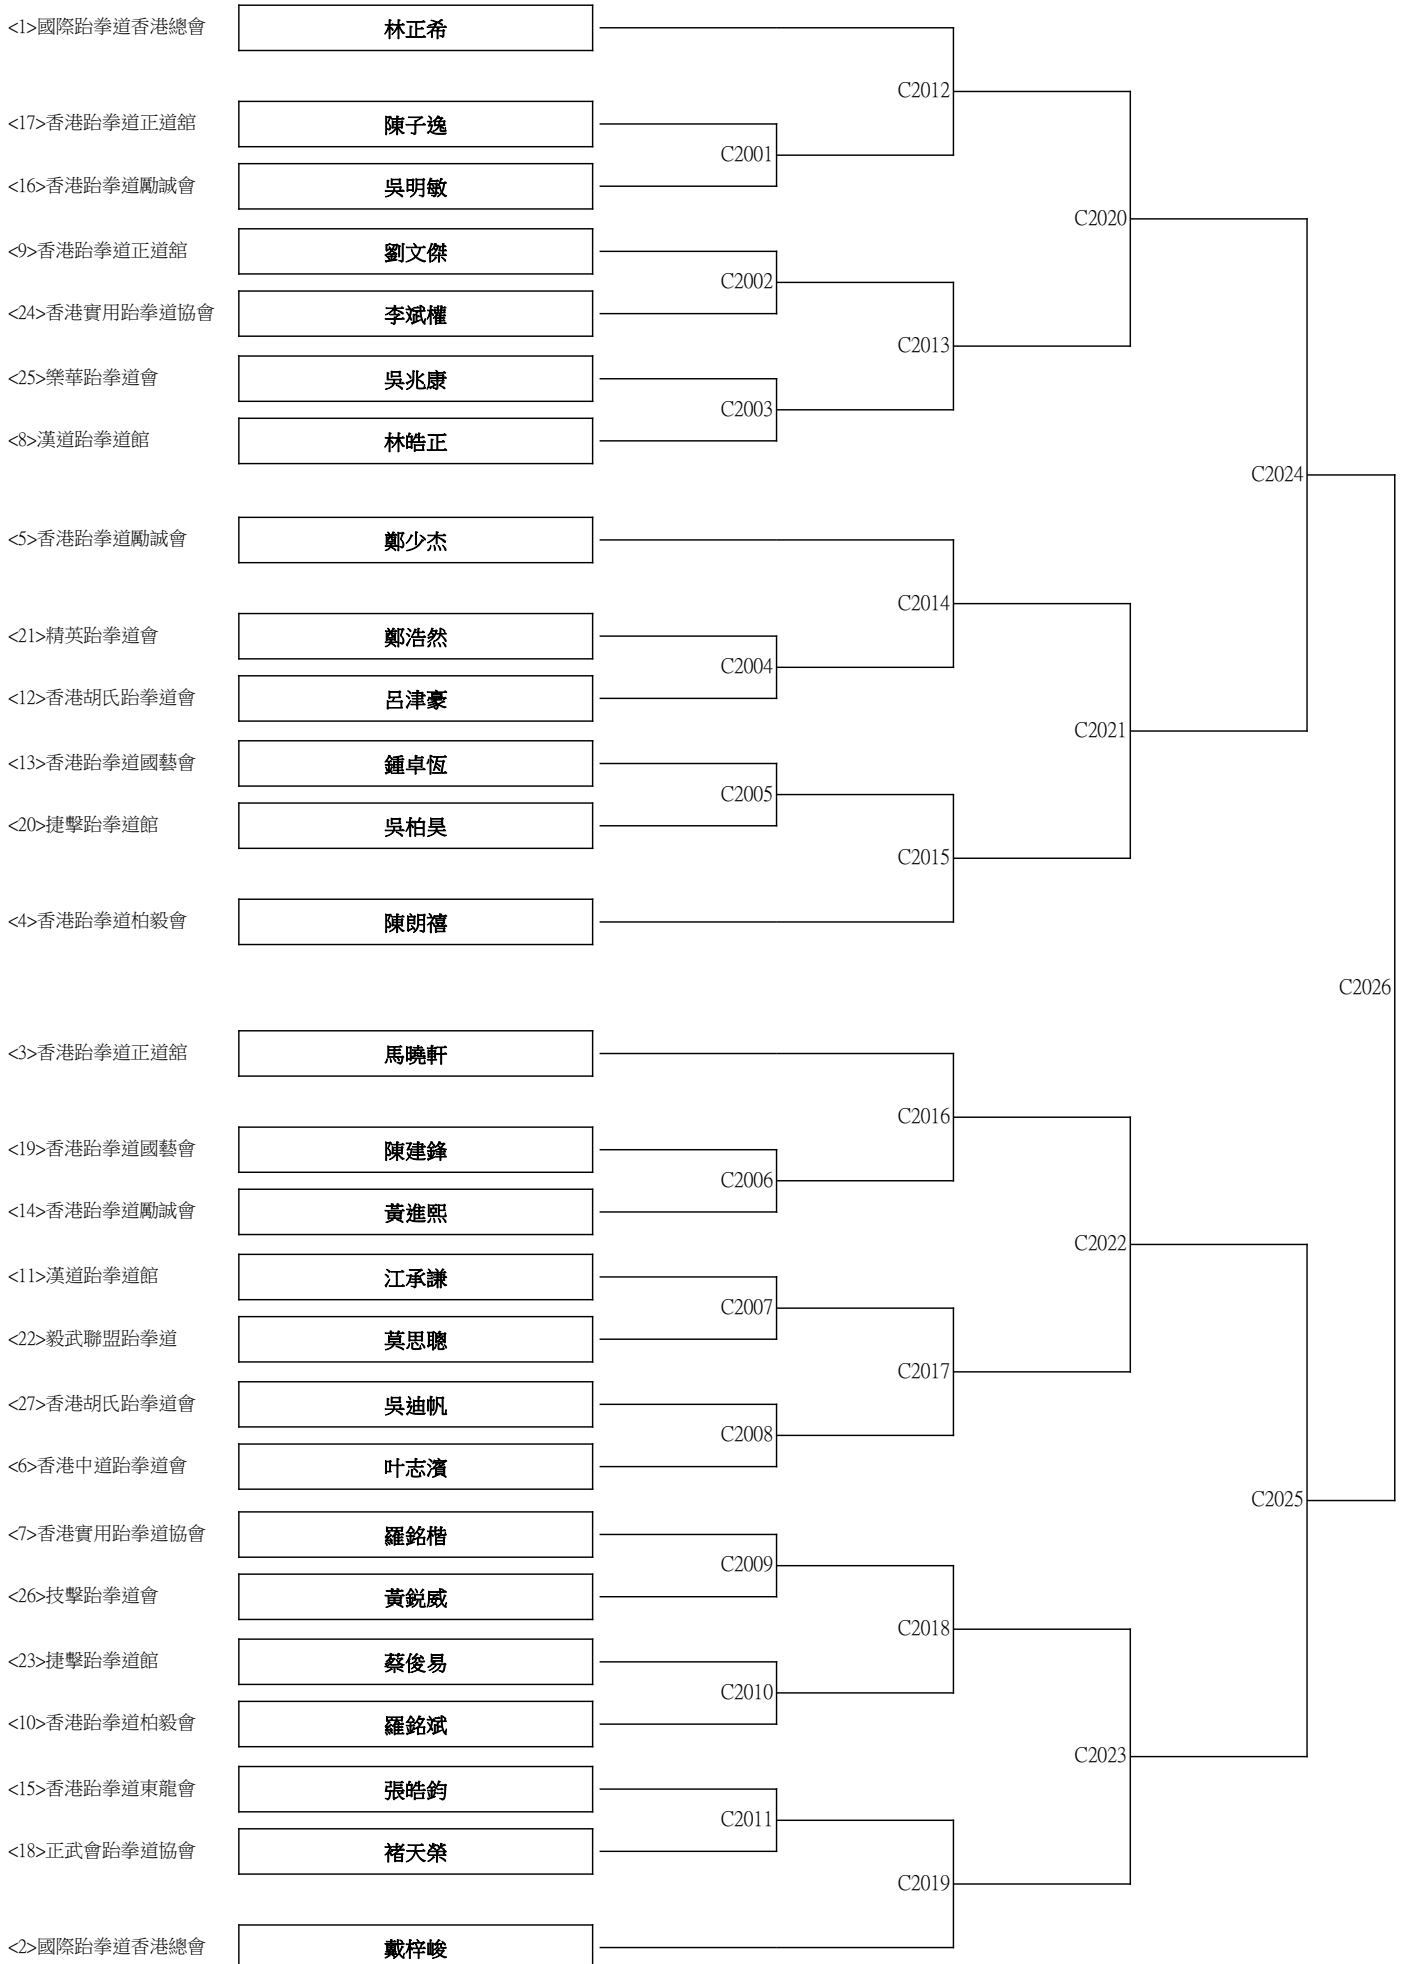 <1>國際跆拳道香港總會 林正希
C2012
<17>香港跆拳道正道舘 陳子逸
C2001
<16>香港跆拳道勵誠會 吳明敏
C2020
<9>香港跆拳道正道舘 劉文傑
C2002
<24>香港實用跆拳道協會 李斌權
C2013
<25>樂華跆拳道會 吳兆康
C2003
<8>漢道跆拳道館 林皓正
C2024
<5>香港跆拳道勵誠會 鄭少杰
C2014
<21>精英跆拳道會 鄭浩然
C2004
<12>香港胡氏跆拳道會 呂津豪
C2021
<13>香港跆拳道國藝會 鍾卓恆
C2005
<20>捷擊跆拳道館 吳柏昊
C2015
<4>香港跆拳道柏毅會 陳朗禧
C2026
<3>香港跆拳道正道舘 馬曉軒
C2016
<19>香港跆拳道國藝會 陳建鋒
C2006
<14>香港跆拳道勵誠會 黃進熙
C2022
<11>漢道跆拳道館 江承謙
C2007
<22>毅武聯盟跆拳道 莫思聰
C2017
<27>香港胡氏跆拳道會 吳迪帆
C2008
<6>香港中道跆拳道會 叶志濱
C2025
<7>香港實用跆拳道協會 羅銘楷
C2009
<26>技擊跆拳道會 黃銳威
C2018
<23>捷擊跆拳道館 蔡俊易
C2010
<10>香港跆拳道柏毅會 羅銘斌
C2023
<15>香港跆拳道東龍會 張皓鈞
C2011
<18>正武會跆拳道協會 褚天榮
C2019
<2>國際跆拳道香港總會 戴梓峻